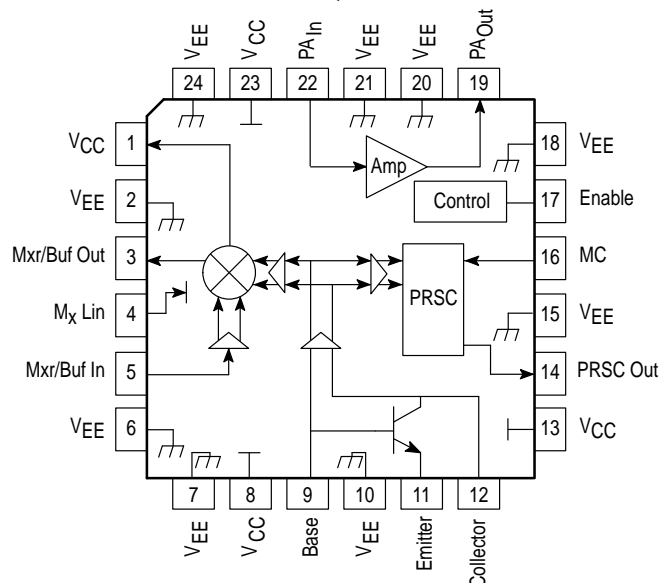 VEE
VCC
PAIn
VEE
VEE
PAOut
24
23
22
21
20
19
VCC
1
18
VEE
Amp
VEE
2
Control
17
Enable
Mxr/Buf Out
3
16
MC
PRSC
Mx Lin
4
15
VEE
Mxr/Buf In
5
14
PRSC Out
VEE
6
13
VCC
7
8
9
10
11
12
VEE
VCC
Base
VEE
Emitter
Collector